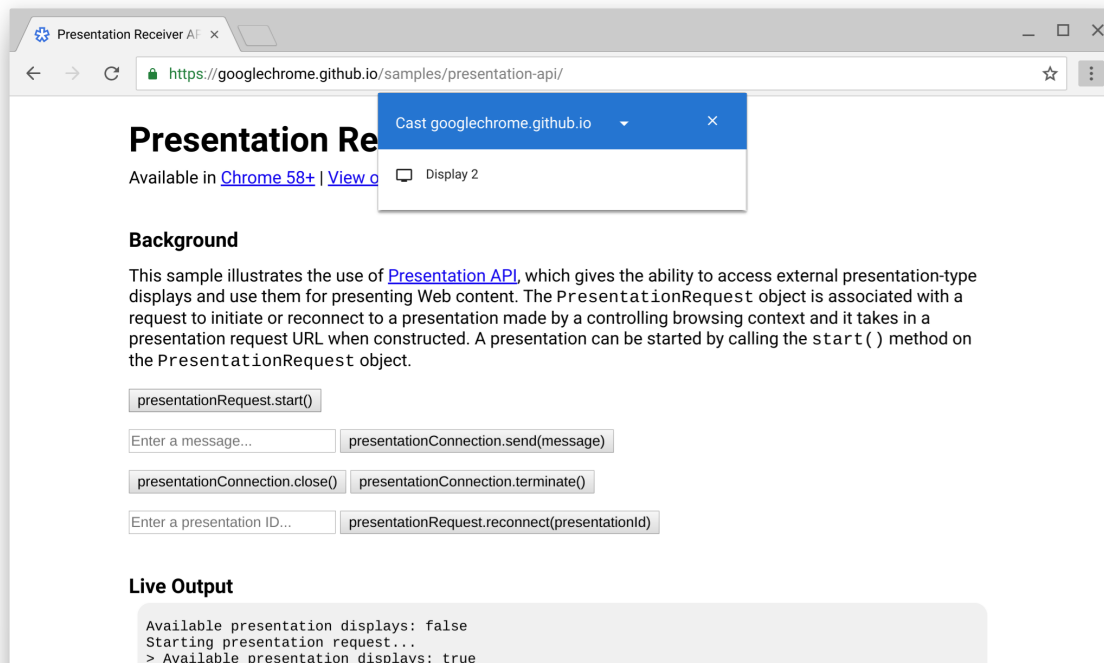 Presentation Receiver AP
https://googlechrome.github.io/samples/presentation-api/
Cast googlechrome.github.io
Display 2
Presentation Re
Available in Chrome 58+ | View o
Background
This sample illustrates the use of Presentation API, which gives the ability to access external presentation-type
displays and use them for presenting Web content. The PresentationRequest object is associated with a
request to initiate or reconnect to a presentation made by a controlling browsing context and it takes in a
presentation request URL when constructed. A presentation can be started by calling the start() method on
the PresentationRequest object.
presentationRequest.start()
Enter a message... presentationConnection.send(message)
presentationConnection.close() presentationConnection.terminate()
Enter a presentation ID... presentationRequest.reconnect(presentationId)
Live Output
Available presentation displays: false
Starting presentation request...
> Available presentation displays: true